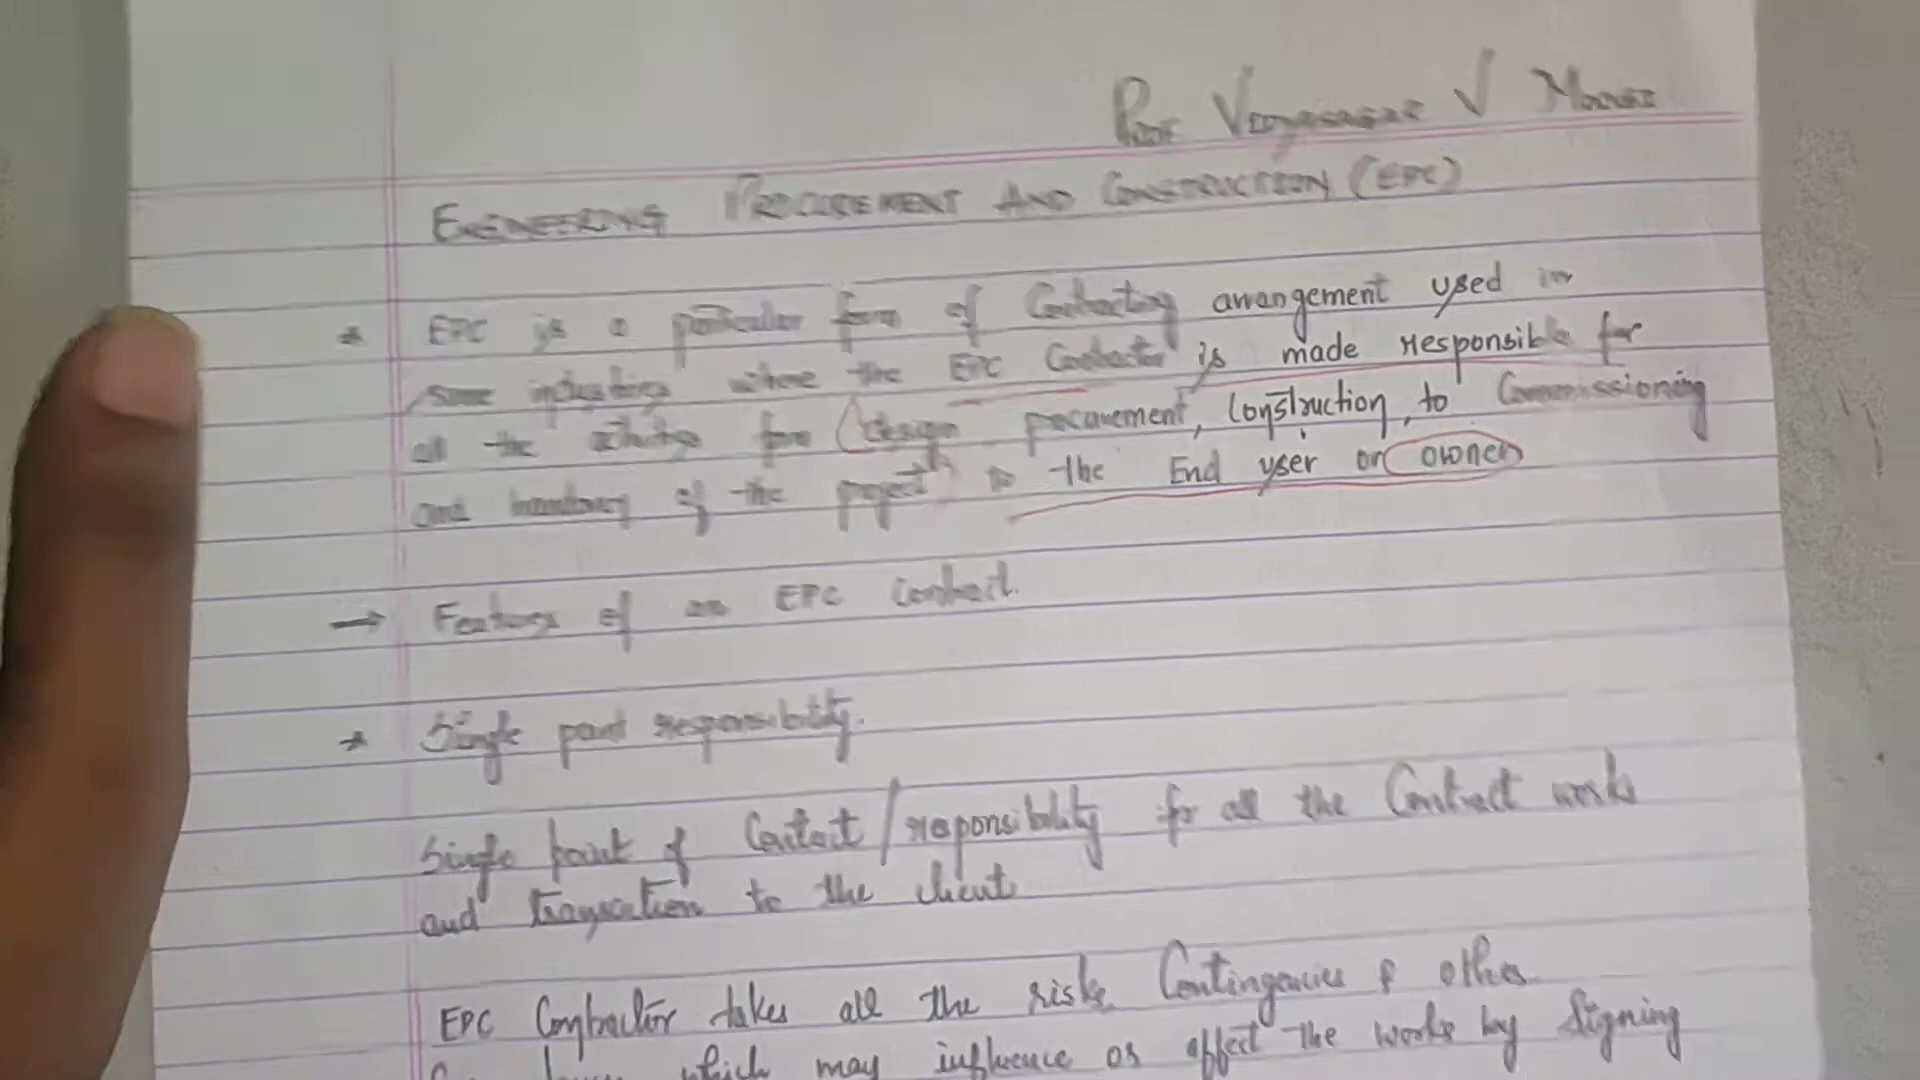 Prof Vidyasagar V
ENGINEERING PROCUREMENT AND CONSTRUCTION (EPC)
* EPC is a particular form of Contracting arrangement used in
some industries where the EPC Contractor is made responsible for
all the activities from design procurement, Construction, to Commissioning
and handover of the project to the End user or owner
→ Features of an EPC Contract.
* Single point responsibility.
Single point of Contact / responsibility for all the Contract works
and transaction to the client
EPC Contractor takes all the risks Contingencies & other
which may influence or affect the works by Signing